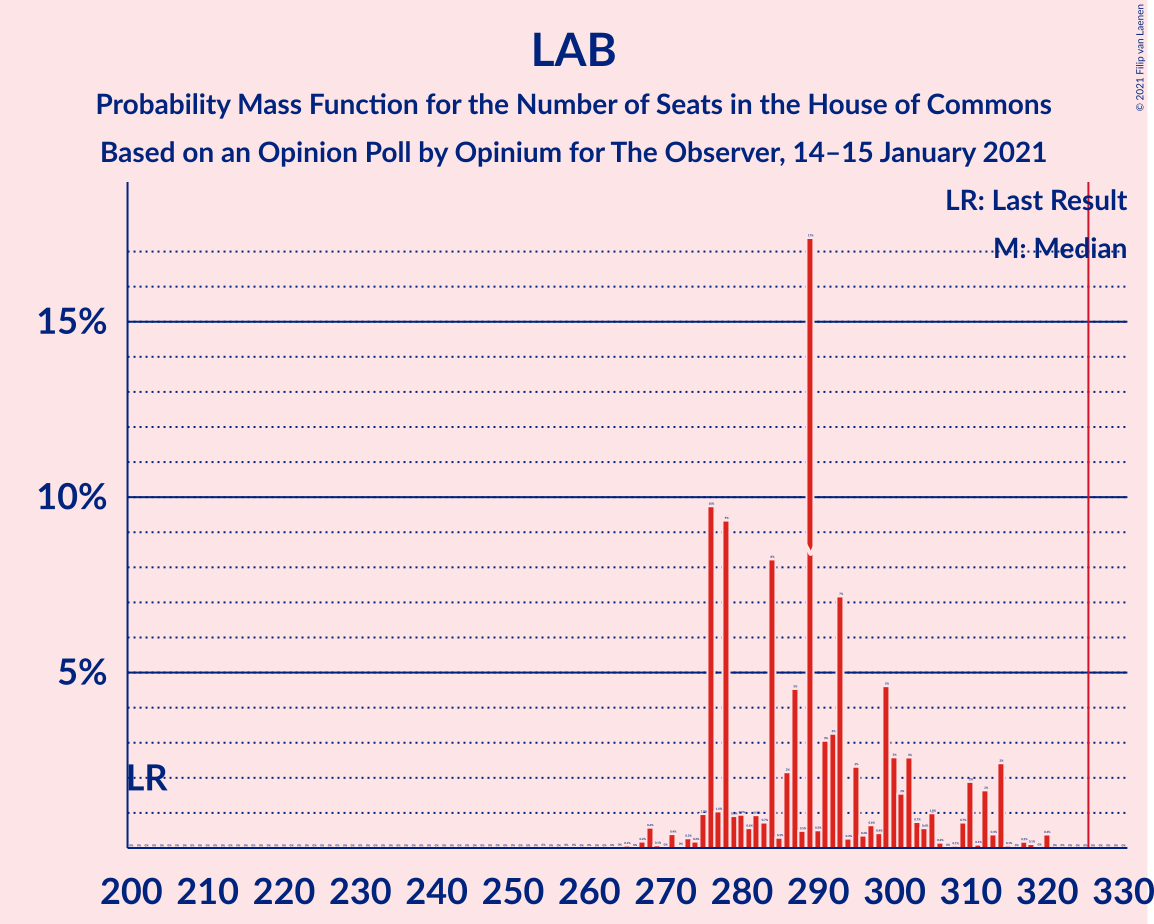 LAB
Probability Mass Function for the Number of Seats in the House of Commons
Based on an Opinion Poll by Opinium for The Observer, 14–15 January 2021
© 2021 Filip van Laenen
LR: Last Result
M: Median
15%
10%
5%
LR
200 210 220 230 240 250 260 270 280 290 300 310 320 330